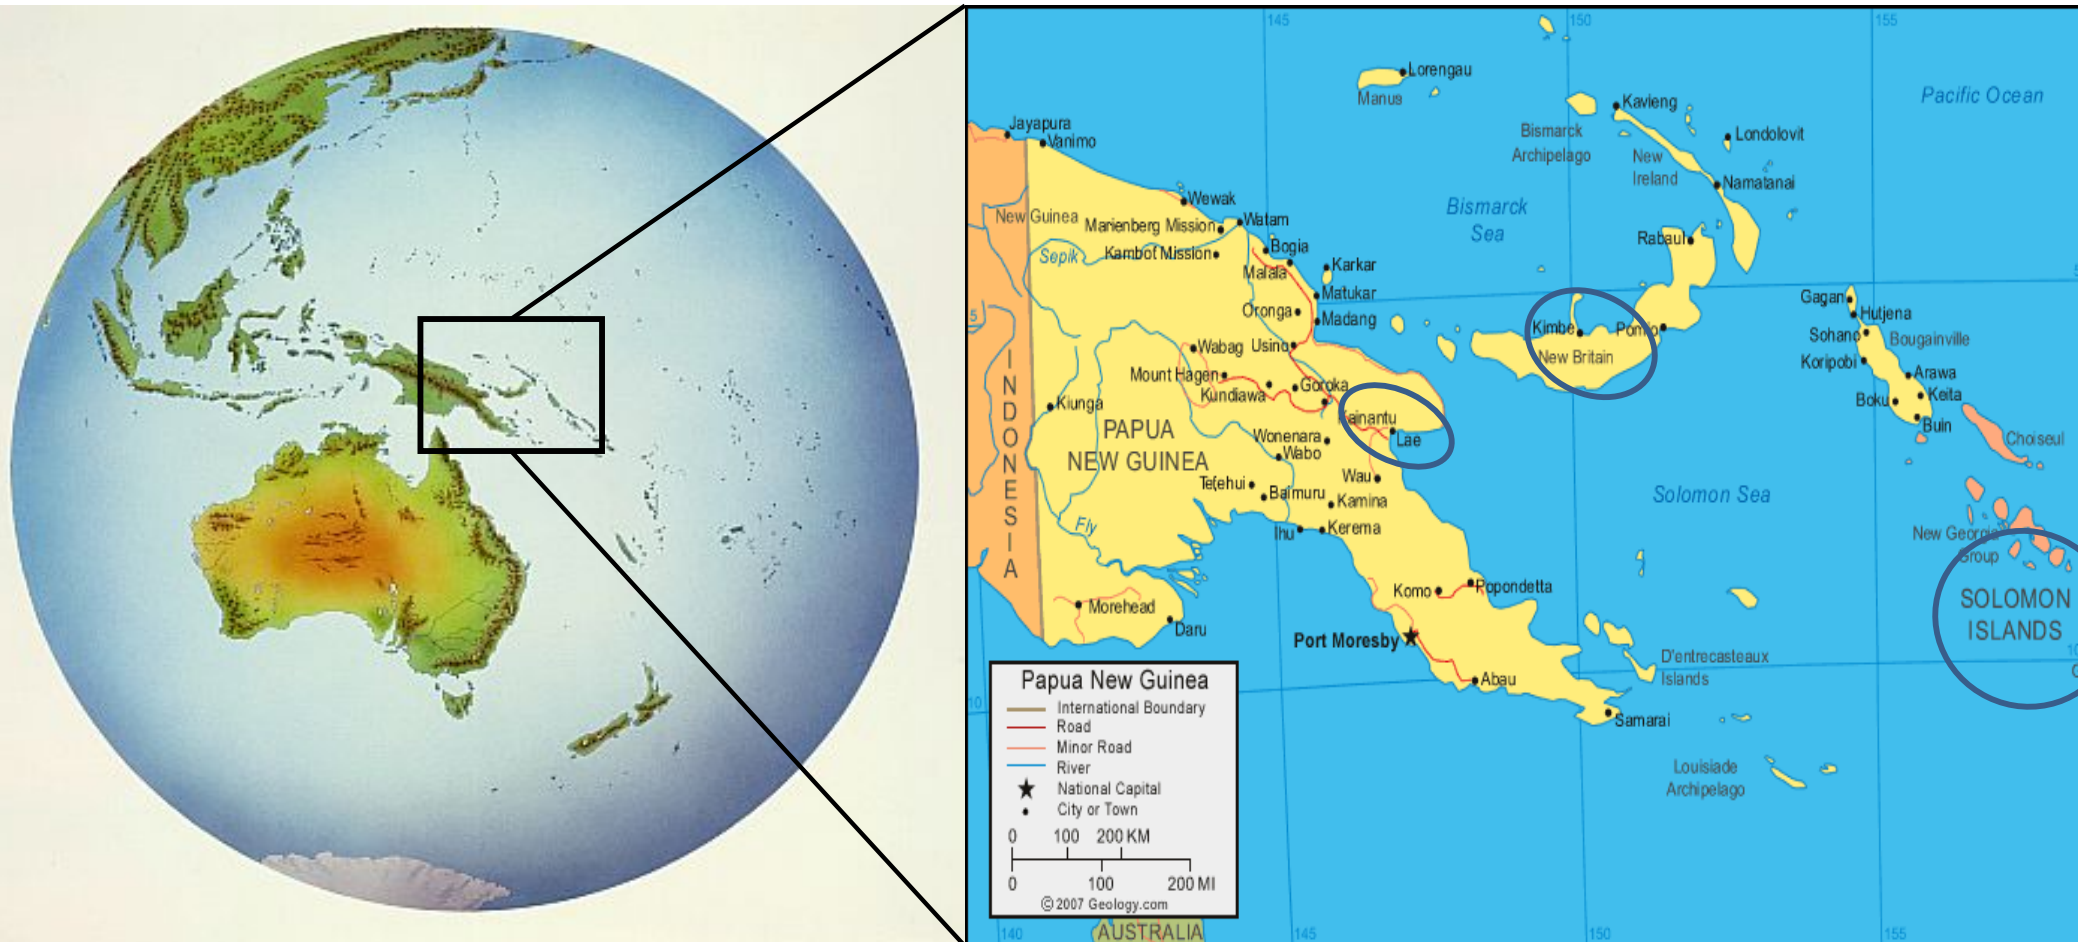 145
150
155
Lorengau
Manus
Kavieng
Pacific Ocean
Bismarck
Archipelago
Londolovit
New
Ireland
Namatanai
Jayapura
Vanimo
Wewak
New Guinea
Marienberg Mission
Watam
Bismarck
Sea
Rabaul
Sepik
Kambot Mission
Bogia
Malala
Karkar
Matukar
Oronga
Madang
5
5
Gagan
Hutjena
Sohano
Bougainville
Koripobi
Arawa
Boku
Keita
Buin
Kimbe
Pomio
New Britain
Wabag
Usino
Mount Hagen
Goroka
Kundiawa
Kiunga
Kainantu
Lae
INDONESIA
PAPUA
NEW GUINEA
Wonenara
Wabo
Wau
Tefehui
Baimuru
Kamina
Fly
Ihu
Kerema
Choiseul
Solomon Sea
New Georgia
Group
SOLOMON
ISLANDS
10
Komo
Popondetta
Morehead
Daru
Port Moresby
Abau
D'entrecasteaux
Islands
Samarai
Louisiade
Archipelago
10
Papua New Guinea
International Boundary
Road
Minor Road
River
National Capital
City or Town
0 100 200 KM
0 100 200 MI
© 2007 Geology.com
AUSTRALIA
140
145
150
155